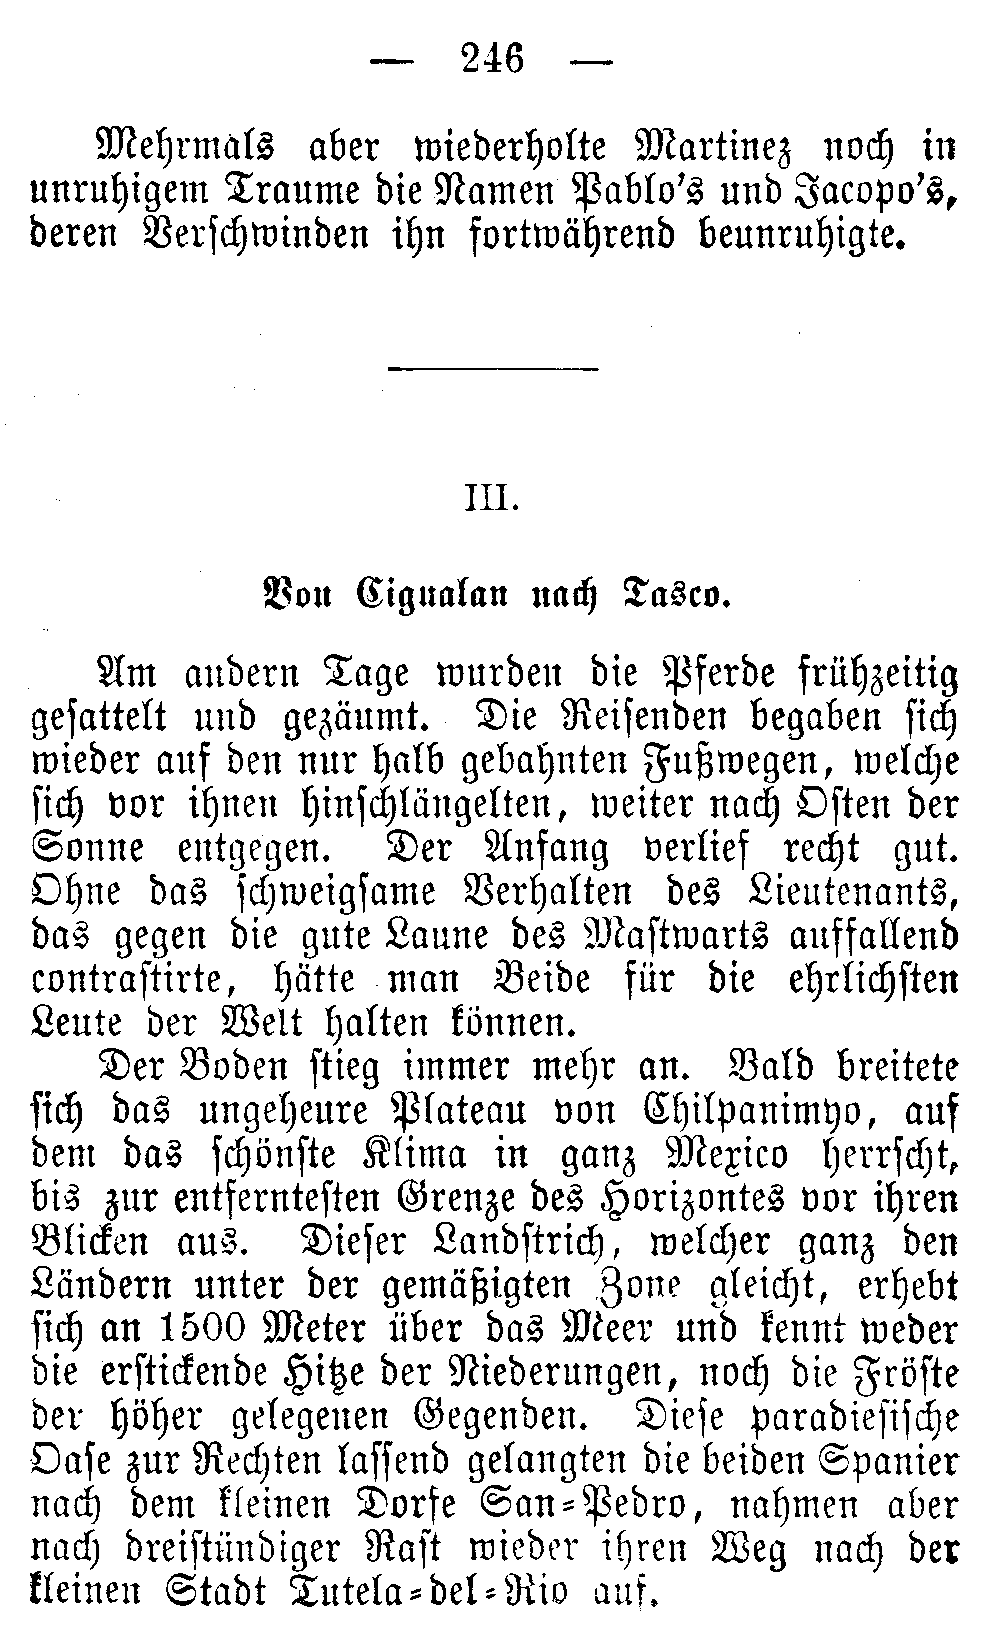 — 246 —
Mehrmals aber wiederholte Martinez noch in
unruhigem Traume die Namen Pablo's und Jacopo's,
deren Verschwinden ihn fortwährend beunruhigte.
III.
Von Cigualan nach Tasco.
Am andern Tage wurden die Pferde frühzeitig
gesattelt und gezäumt. Die Reisenden begaben sich
wieder auf den nur halb gebahnten Fußwegen, welche
sich vor ihnen hinschlängelten, weiter nach Osten der
Sonne entgegen. Der Anfang verlief recht gut.
Ohne das schweigsame Verhalten des Lieutenants,
das gegen die gute Laune des Mastwarts auffallend
contrastirte, hätte man Beide für die ehrlichsten
Leute der Welt halten können.
Der Boden stieg immer mehr an. Bald breitete
sich das ungeheure Plateau von Chilpanimyo, auf
dem das schönste Klima in ganz Mexico herrscht,
bis zur entferntesten Grenze des Horizontes vor ihren
Blicken aus. Dieser Landstrich, welcher ganz den
Ländern unter der gemäßigten Zone gleicht, erhebt
sich an 1500 Meter über das Meer und kennt weder
die erstickende Hitze der Niederungen, noch die Fröste
der höher gelegenen Gegenden. Diese paradiesische
Oase zur Rechten lassend gelangten die beiden Spanier
nach dem kleinen Dorfe San-Pedro, nahmen aber
nach dreistündiger Rast wieder ihren Weg nach der
kleinen Stadt Tutela-del-Rio auf.